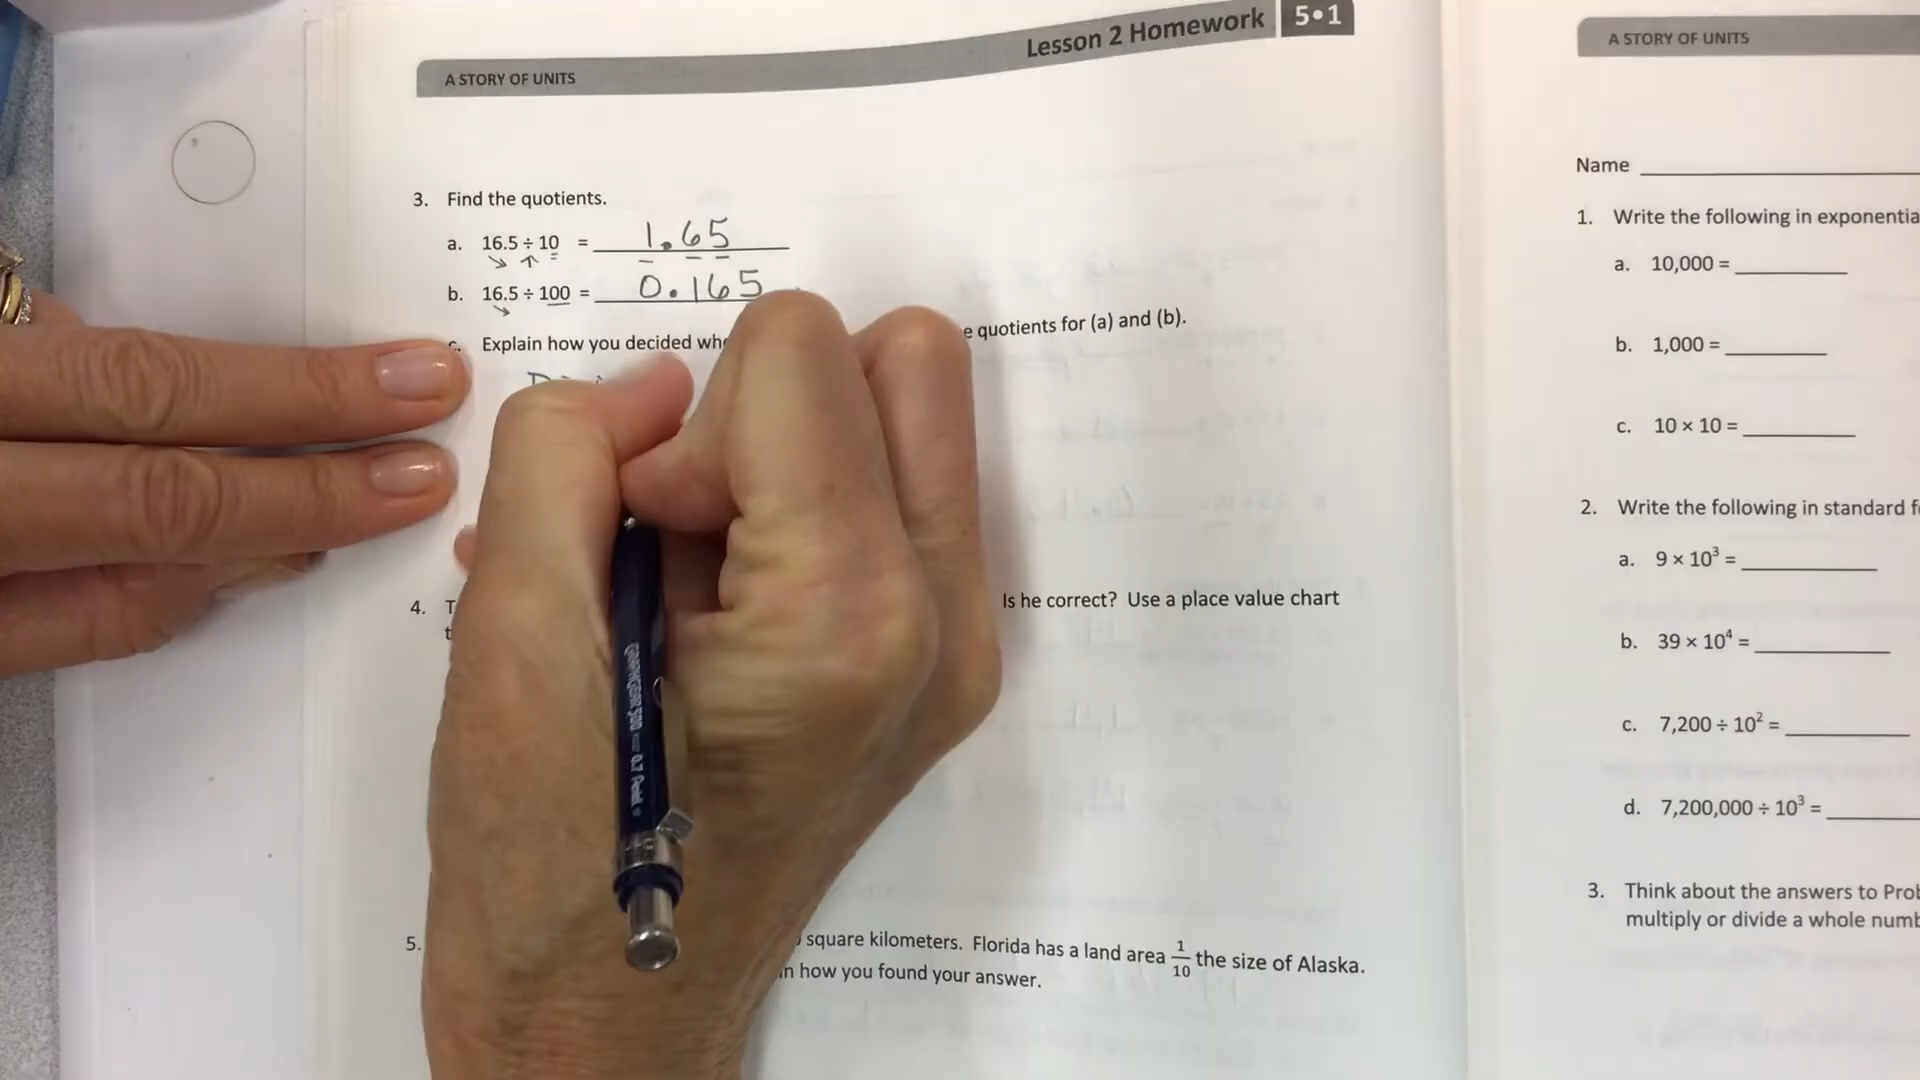 Lesson 2 Homework 5•1
A STORY OF UNITS
3. Find the quotients.
a. 16.5 ÷ 10 = 1.65
b. 16.5 ÷ 100 = 0.165
c. Explain how you decided quotients for (a) and (b).
4. Is he correct? Use a place value chart
5. square kilometers. Florida has a land area 1/10 the size of Alaska.
how you found your answer.
A STORY OF UNITS
Name
1. Write the following in
a. 10,000 =
b. 1,000 =
c. 10 × 10 =
2. Write the following in standard
a. 9 × 10³ =
b. 39 × 10⁴ =
c. 7,200 ÷ 10² =
d. 7,200,000 ÷ 10³ =
3. Think about the answers to
multiply or divide a whole
GRAPHGEAR 500 0.7 Pentel